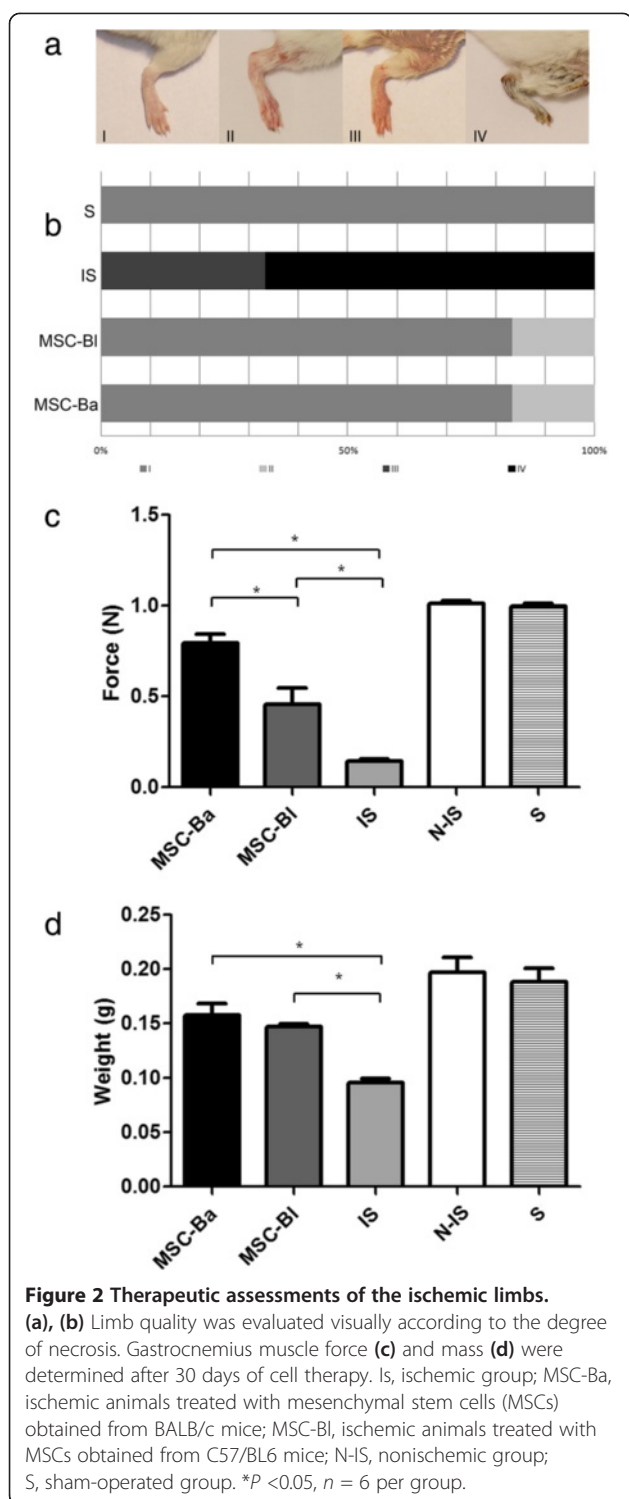 a
I II III IV
b
S
IS
MSC-Bl
MSC-Ba
0% 50% 100%
I II III IV
c
Force (N)
1.5
1.0
0.5
0.0
* * *
MSC-Ba MSC-Bl IS N-IS S
d
Weight (g)
0.25
0.20
0.15
0.10
0.05
0.00
* *
MSC-Ba MSC-Bl IS N-IS S
Figure 2 Therapeutic assessments of the ischemic limbs.
(a), (b) Limb quality was evaluated visually according to the degree
of necrosis. Gastrocnemius muscle force (c) and mass (d) were
determined after 30 days of cell therapy. Is, ischemic group; MSC-Ba,
ischemic animals treated with mesenchymal stem cells (MSCs)
obtained from BALB/c mice; MSC-Bl, ischemic animals treated with
MSCs obtained from C57/BL6 mice; N-IS, nonischemic group;
S, sham-operated group. *P <0.05, n = 6 per group.